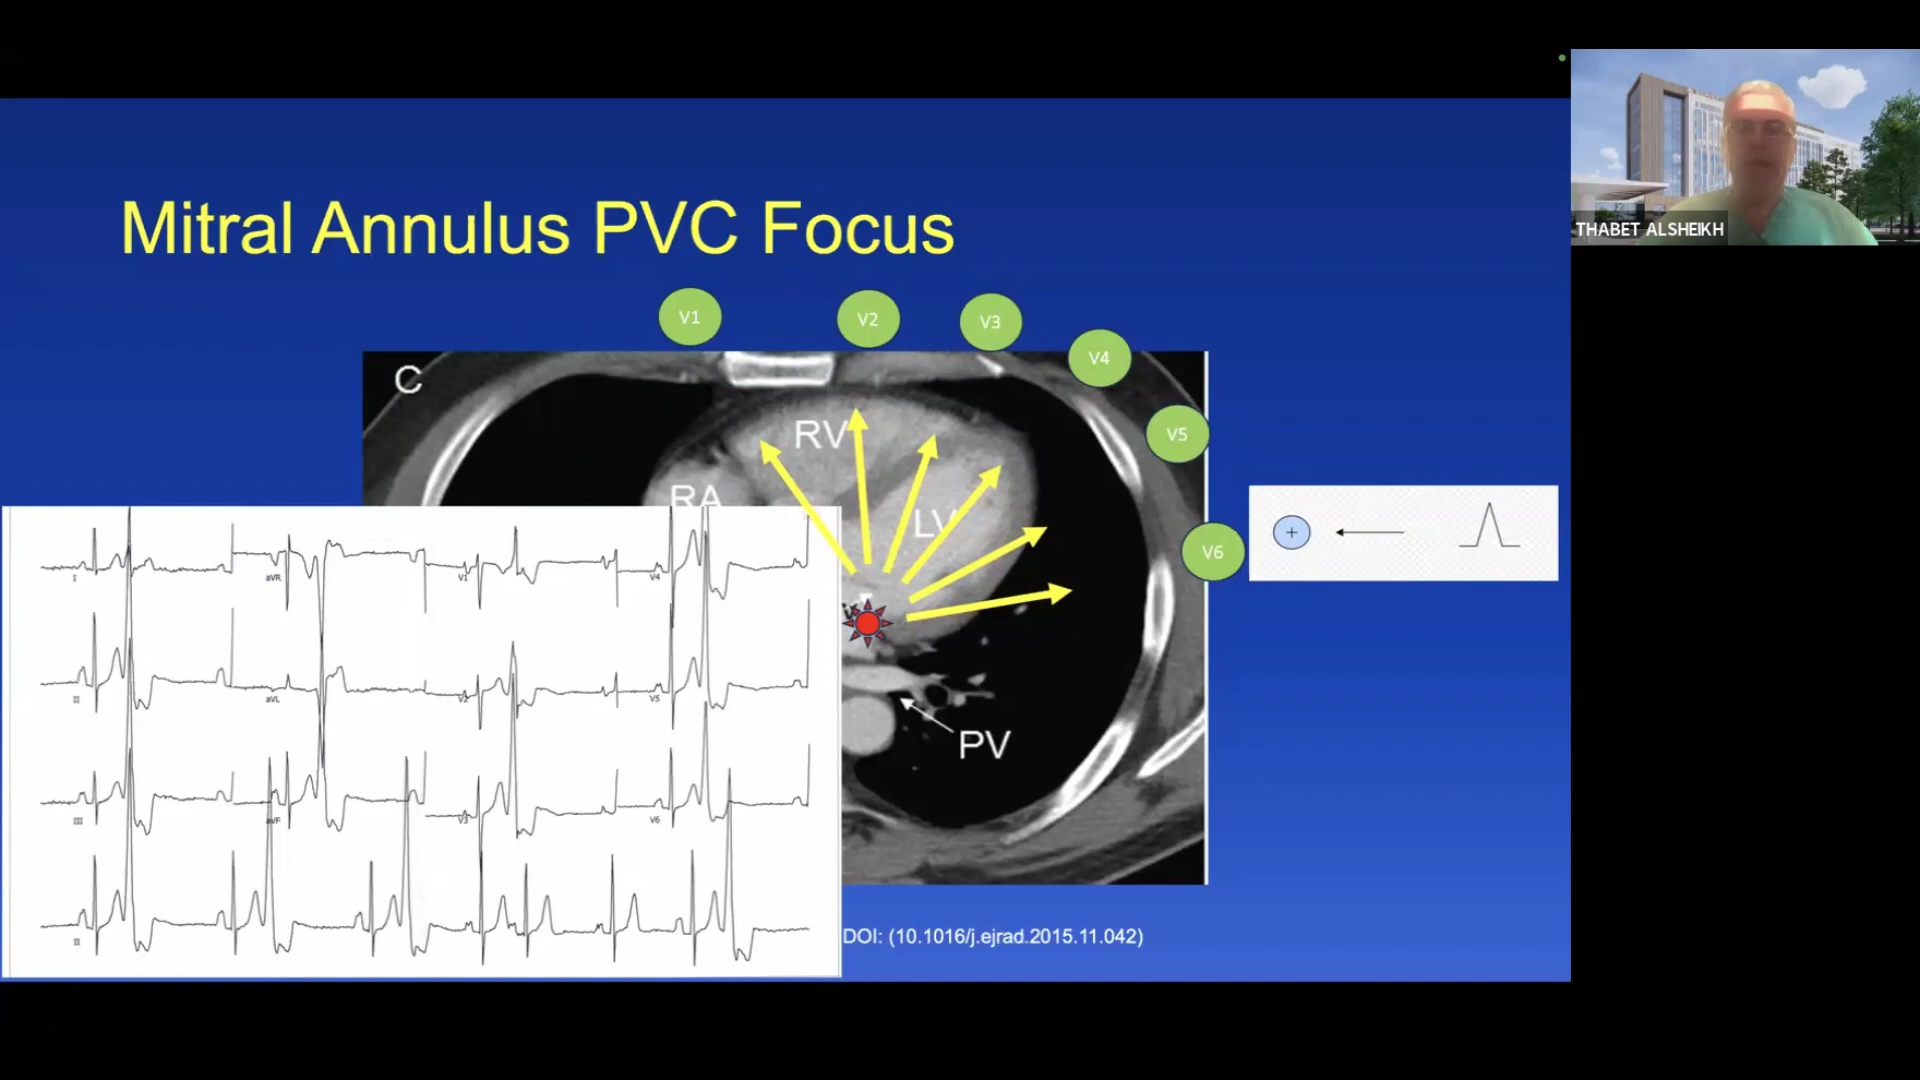 THABET ALSHEIKH
Mitral Annulus PVC Focus
V1
V2
V3
V4
V5
V6
C
RV
RA
LV
PV
+
I
aVR
V1
V4
II
aVL
V2
V5
III
aVF
V3
V6
II
DOI: (10.1016/j.ejrad.2015.11.042)